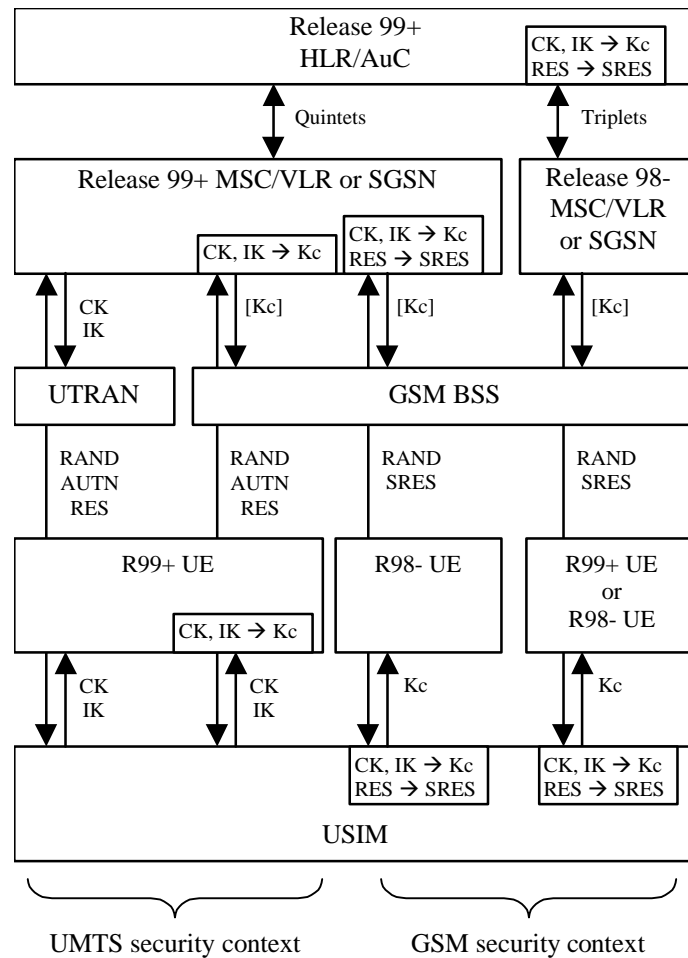 Release 99+
HLR/AuC
CK, IK → Kc
RES → SRES
Quintets
Triplets
Release 99+ MSC/VLR or SGSN
CK, IK → Kc
CK, IK → Kc
RES → SRES
Release 98-
MSC/VLR
or SGSN
CK
IK
[Kc]
[Kc]
[Kc]
UTRAN
GSM BSS
RAND
AUTN
RES
RAND
AUTN
RES
RAND
SRES
RAND
SRES
R99+ UE
CK, IK → Kc
R98- UE
R99+ UE
or
R98- UE
CK
IK
CK
IK
Kc
Kc
CK, IK → Kc
RES → SRES
CK, IK → Kc
RES → SRES
USIM
UMTS security context
GSM security context